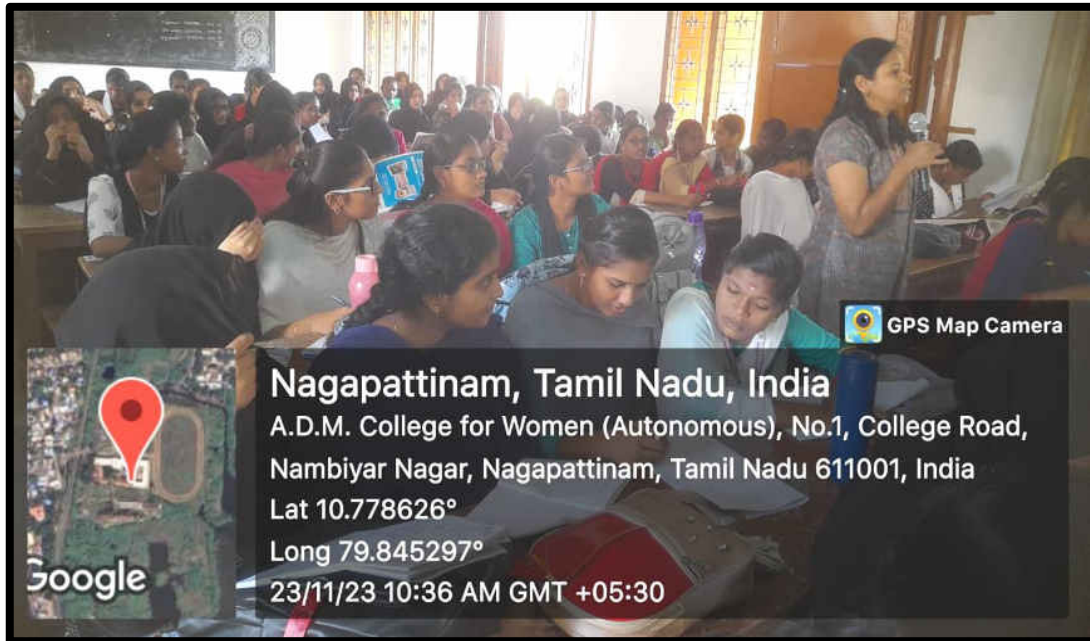 GPS Map Camera
Nagapattinam, Tamil Nadu, India
A.D.M. College for Women (Autonomous), No.1, College Road,
Nambiyar Nagar, Nagapattinam, Tamil Nadu 611001, India
Lat 10.778626°
Long 79.845297°
23/11/23 10:36 AM GMT +05:30
Google